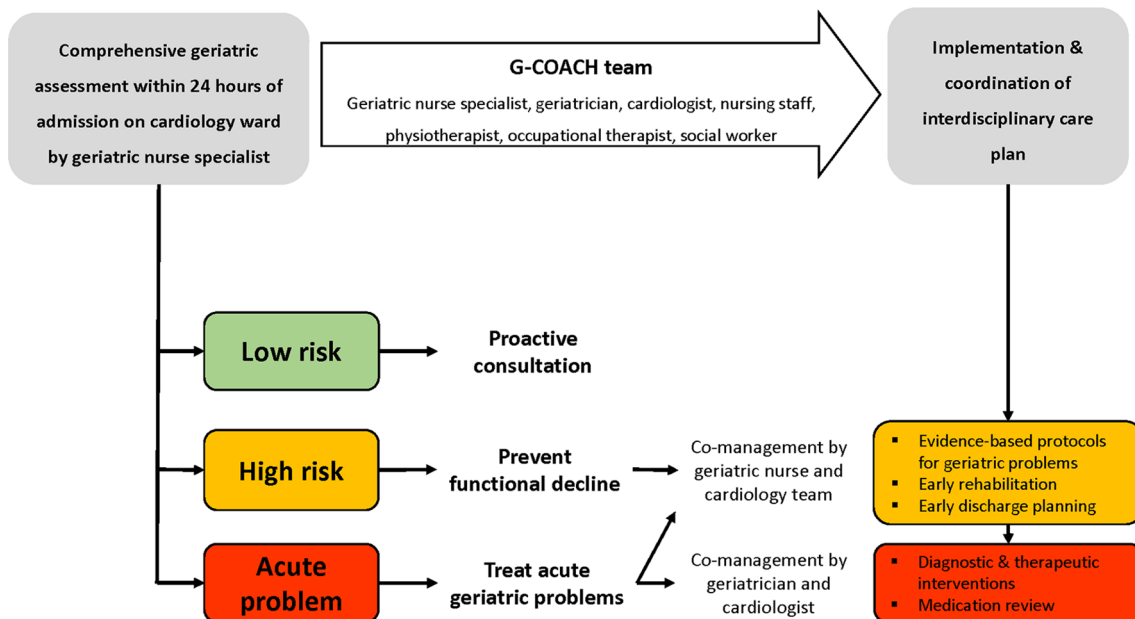 Comprehensive geriatric
assessment within 24 hours of
admission on cardiology ward
by geriatric nurse specialist
G-COACH team
Geriatric nurse specialist, geriatrician, cardiologist, nursing staff,
physiotherapist, occupational therapist, social worker
Implementation &
coordination of
interdisciplinary care
plan
Low risk
Proactive
consultation
High risk
Prevent
functional decline
Co-management by
geriatric nurse and
cardiology team
▪ Evidence-based protocols
for geriatric problems
▪ Early rehabilitation
▪ Early discharge planning
Acute
problem
Treat acute
geriatric problems
Co-management by
geriatrician and
cardiologist
▪ Diagnostic & therapeutic
interventions
▪ Medication review